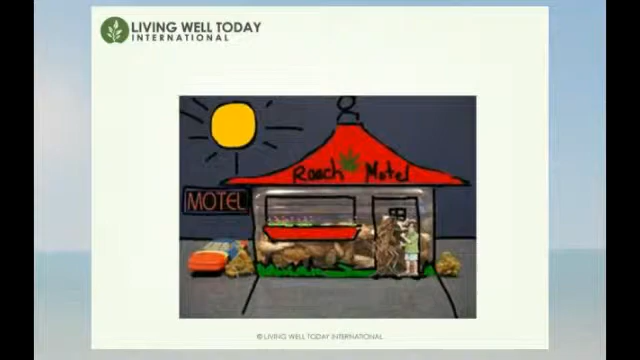 LIVING WELL TODAY
INTERNATIONAL
Roach Motel
MOTEL
© LIVING WELL TODAY INTERNATIONAL